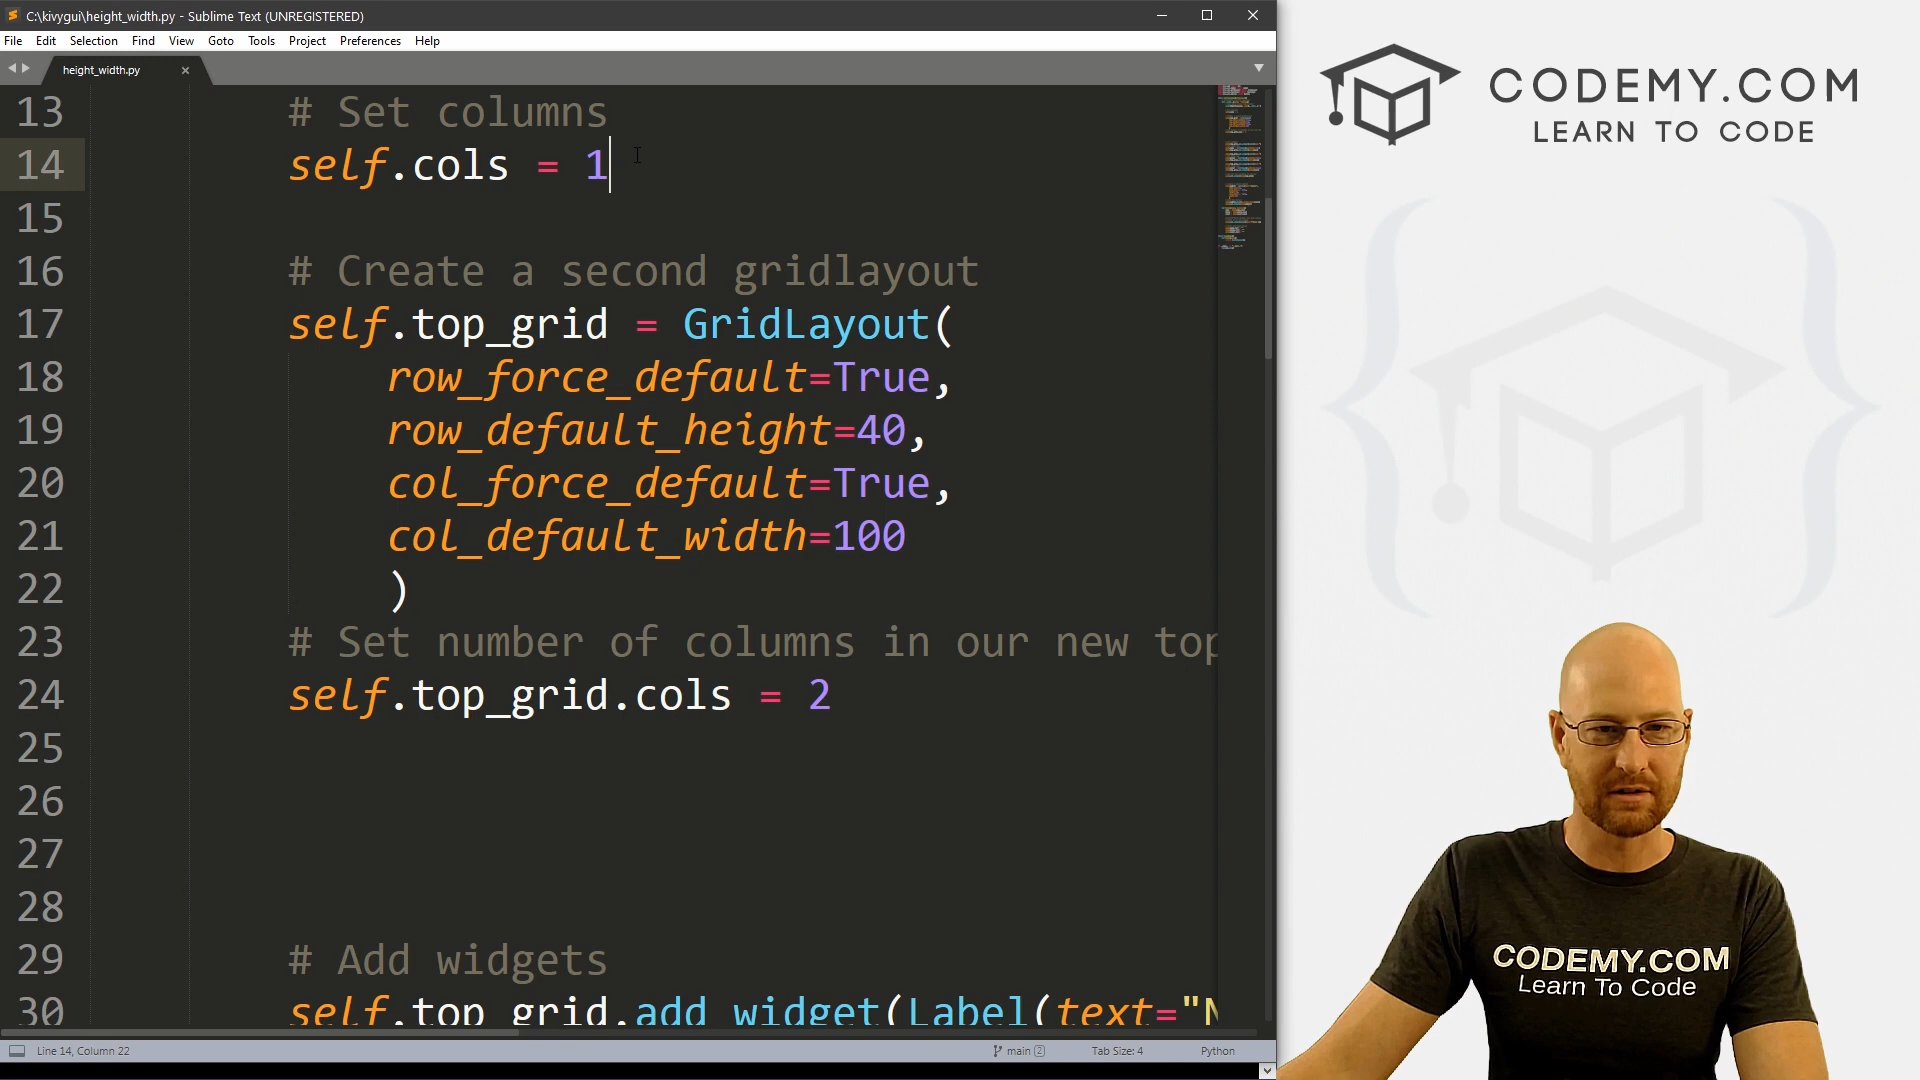 C:\kivygui\height_width.py - Sublime Text (UNREGISTERED)
File Edit Selection Find View Goto Tools Project Preferences Help
height_width.py
13 # Set columns
14 self.cols = 1
15
16 # Create a second gridlayout
17 self.top_grid = GridLayout(
18 row_force_default=True,
19 row_default_height=40,
20 col_force_default=True,
21 col_default_width=100
22 )
23 # Set number of columns in our new top
24 self.top_grid.cols = 2
25
26
27
28
29 # Add widgets
30 self.top_grid.add_widget(Label(text="N
Line 14, Column 22
main 2
Tab Size: 4
Python
CODEMY.COM
LEARN TO CODE
CODEMY.COM
Learn To Code